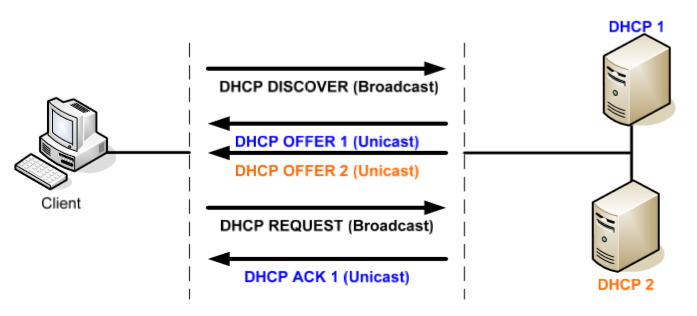 DHCP 1
DHCP DISCOVER (Broadcast)
DHCP OFFER 1 (Unicast)
DHCP OFFER 2 (Unicast)
Client
DHCP REQUEST (Broadcast)
DHCP ACK 1 (Unicast)
DHCP 2